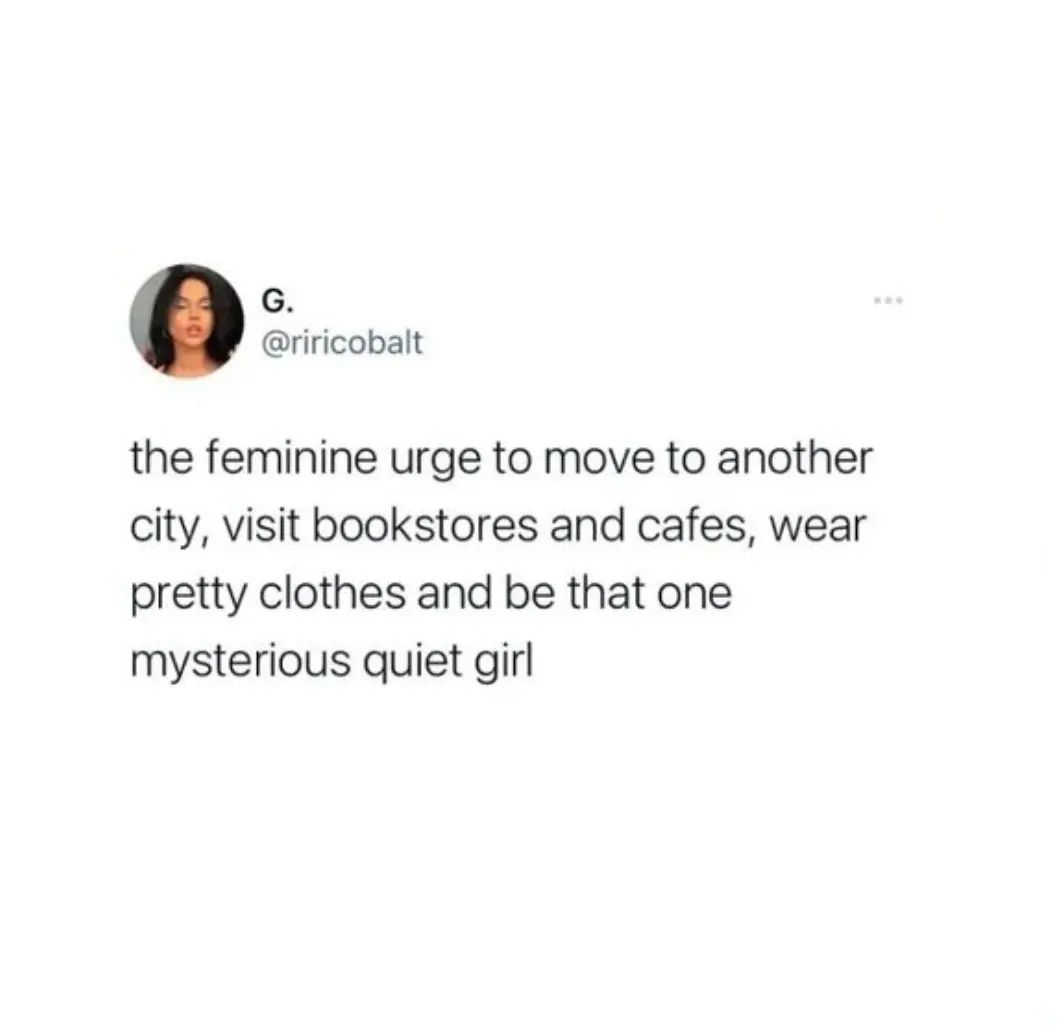 G.
@riricobalt
the feminine urge to move to another
city, visit bookstores and cafes, wear
pretty clothes and be that one
mysterious quiet girl